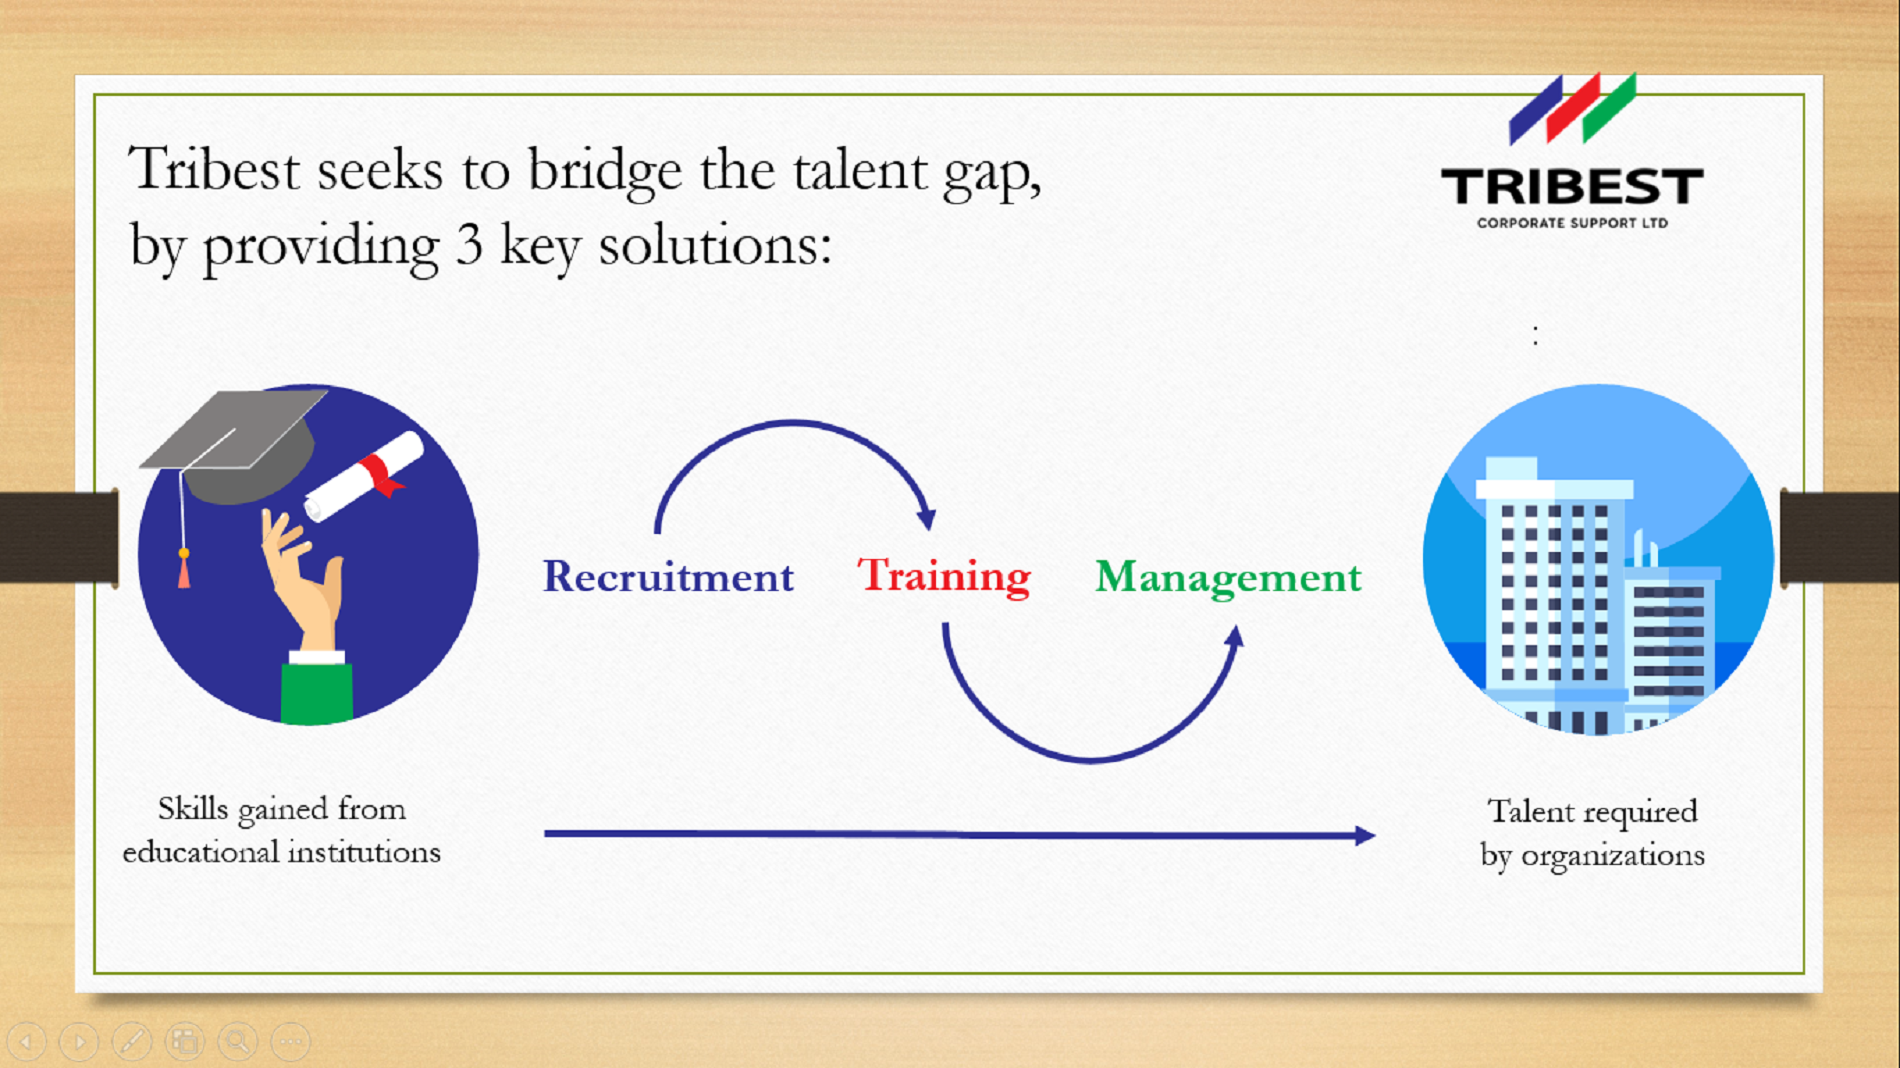 Tribest seeks to bridge the talent gap,
by providing 3 key solutions:
TRIBEST
CORPORATE SUPPORT LTD
:
Recruitment Training Management
Skills gained from
educational institutions
Talent required
by organizations